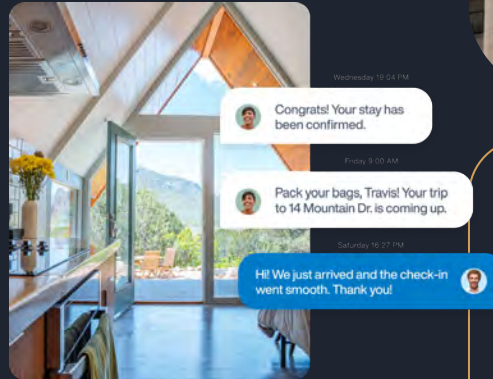 Wednesday 19:04 PM
Congrats! Your stay has
been confirmed.
Friday 9:00 AM
Pack your bags, Travis! Your trip
to 14 Mountain Dr. is coming up.
Saturday 16:27 PM
Hi! We just arrived and the check-in
went smooth. Thank you!